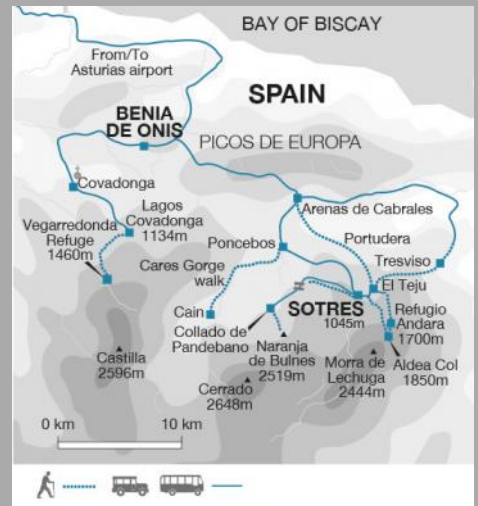 BAY OF BISCAY
From/To
Asturias airport
SPAIN
BENIA
DE ONIS
PICOS DE EUROPA
Covadonga
Lagos
Covadonga
1134m
Arenas de Cabrales
Vegarredonda
Refuge
1460m
Poncebos
Portudera
Cares Gorge
walk
Tresviso
El Teju
Cain
SOTRES
1045m
Refugio
Andara
1700m
Collado de
Pandebano
Naranja
de Bulnes
2519m
Aldea Col
1850m
Castilla
2596m
Morra de
Lechuga
2444m
Cerrado
2648m
0 km
10 km